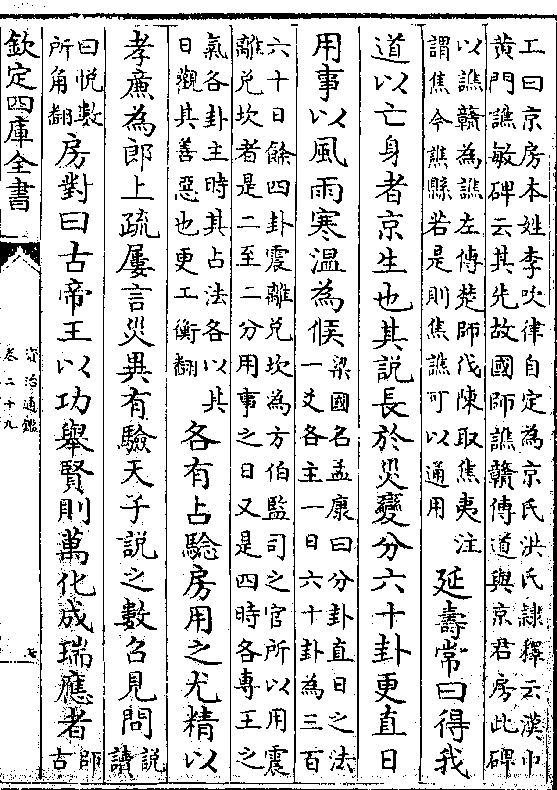 工曰京房本姓李吹律自定為京氏洪氏隸釋云漢中
黄門譙敏碑云其先故國師譙贛傳道與京君房此碑
以譙贛為譙左傳楚師伐陳取焦夷注
謂焦今譙縣若是則焦譙可以通用
延壽常曰得我
道以亡身者京生也其說長於災變分六十卦更直日
用事以風雨寒温為候
梁國名孟康曰分卦直日之法
一爻各主一日六十卦為三百
六十日餘四卦震離兌坎為方伯監司之官所以用震
離兌坎者是二至二分用事之日又是四時各專王之
氣各卦主時其占法各以其
日觀其善惡也更工衡翻
各有占驗房用之尤精以
孝亷為郎上疏屢言災異有驗天子說之數召見問
說
讀
曰悅數
所角翻
房對曰古帝王以功舉賢則萬化成瑞應者
師
古
欽定四庫全書
資治通鑑
卷二十九
七